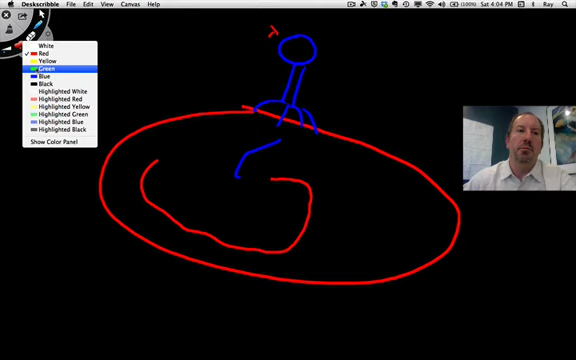 Deskscribble File Edit View Canvas Help
(100%) Sat 4:04 PM Ray
White
Red
Yellow
Green
Blue
Black
Highlighted White
Highlighted Red
Highlighted Yellow
Highlighted Green
Highlighted Blue
Highlighted Black
Show Color Panel